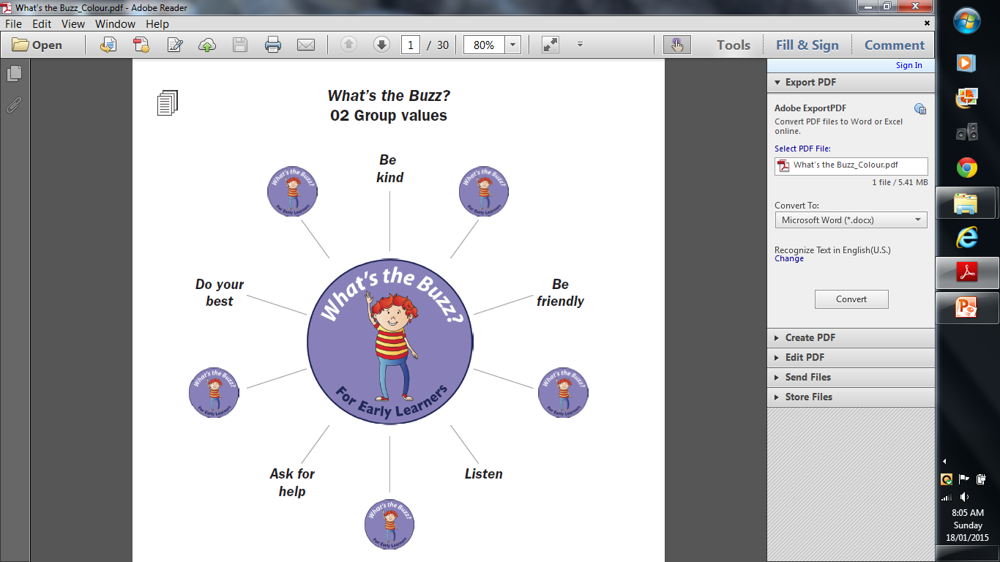 What's the Buzz_Colour.pdf - Adobe Reader
File Edit View Window Help
Open 1 / 30 80% Tools Fill & Sign Comment
What's the Buzz?
02 Group values
Be
kind
What's the Buzz?
For Early Learners
What's the Buzz?
For Early Learners
Do your
best
Be
friendly
What's the Buzz?
For Early Learners
What's the Buzz?
For Early Learners
What's the Buzz?
For Early Learners
Ask for
help
Listen
What's the Buzz?
For Early Learners
Sign In
Export PDF
Adobe ExportPDF
Convert PDF files to Word or Excel
online.
Select PDF File:
What's the Buzz_Colour.pdf
1 file / 5.41 MB
Convert To:
Microsoft Word (*.docx)
Recognize Text in English(U.S.)
Change
Convert
Create PDF
Edit PDF
Send Files
Store Files
8:05 AM
Sunday
18/01/2015